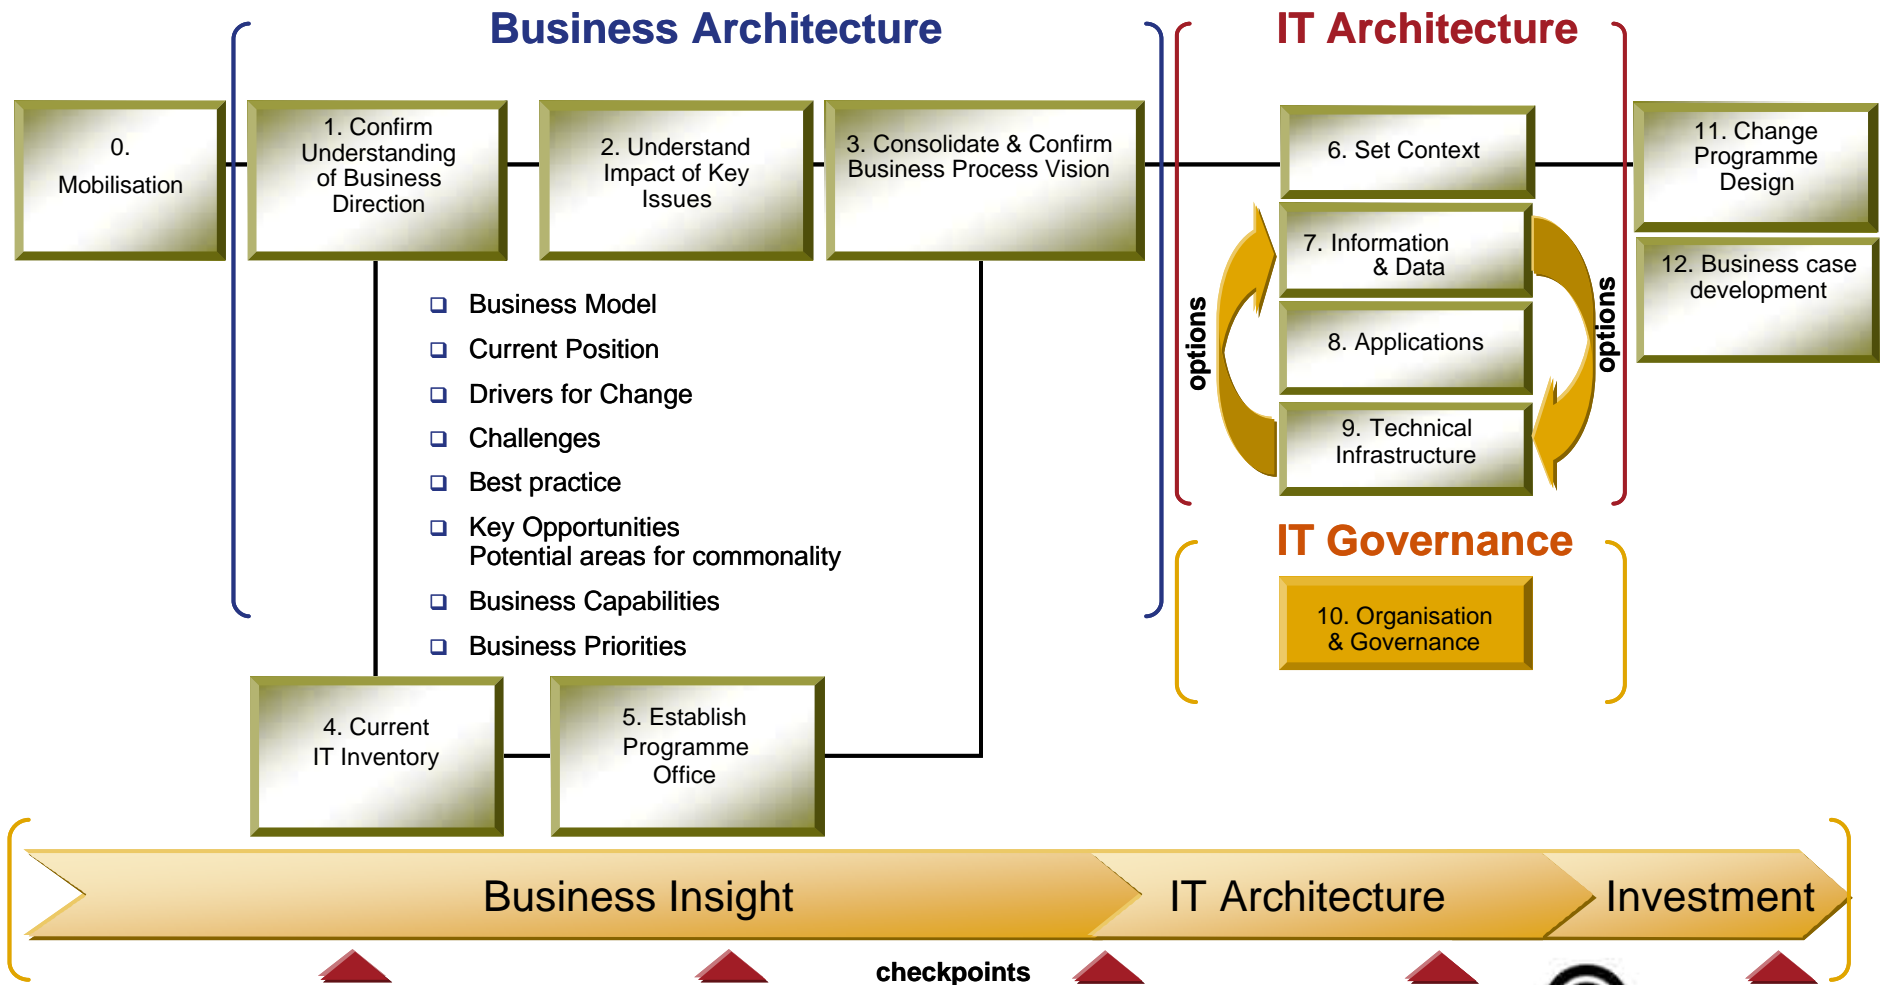 Business Architecture
IT Architecture
0.
Mobilisation
1. Confirm
Understanding
of Business
Direction
2. Understand
Impact of Key
Issues
3. Consolidate & Confirm
Business Process Vision
6. Set Context
11. Change
Programme
Design
7. Information
& Data
12. Business case
development
options
options
8. Applications
9. Technical
Infrastructure
Business Model
Current Position
Drivers for Change
Challenges
Best practice
Key Opportunities
Potential areas for commonality
Business Capabilities
Business Priorities
IT Governance
10. Organisation
& Governance
4. Current
IT Inventory
5. Establish
Programme
Office
Business Insight
IT Architecture
Investment
checkpoints